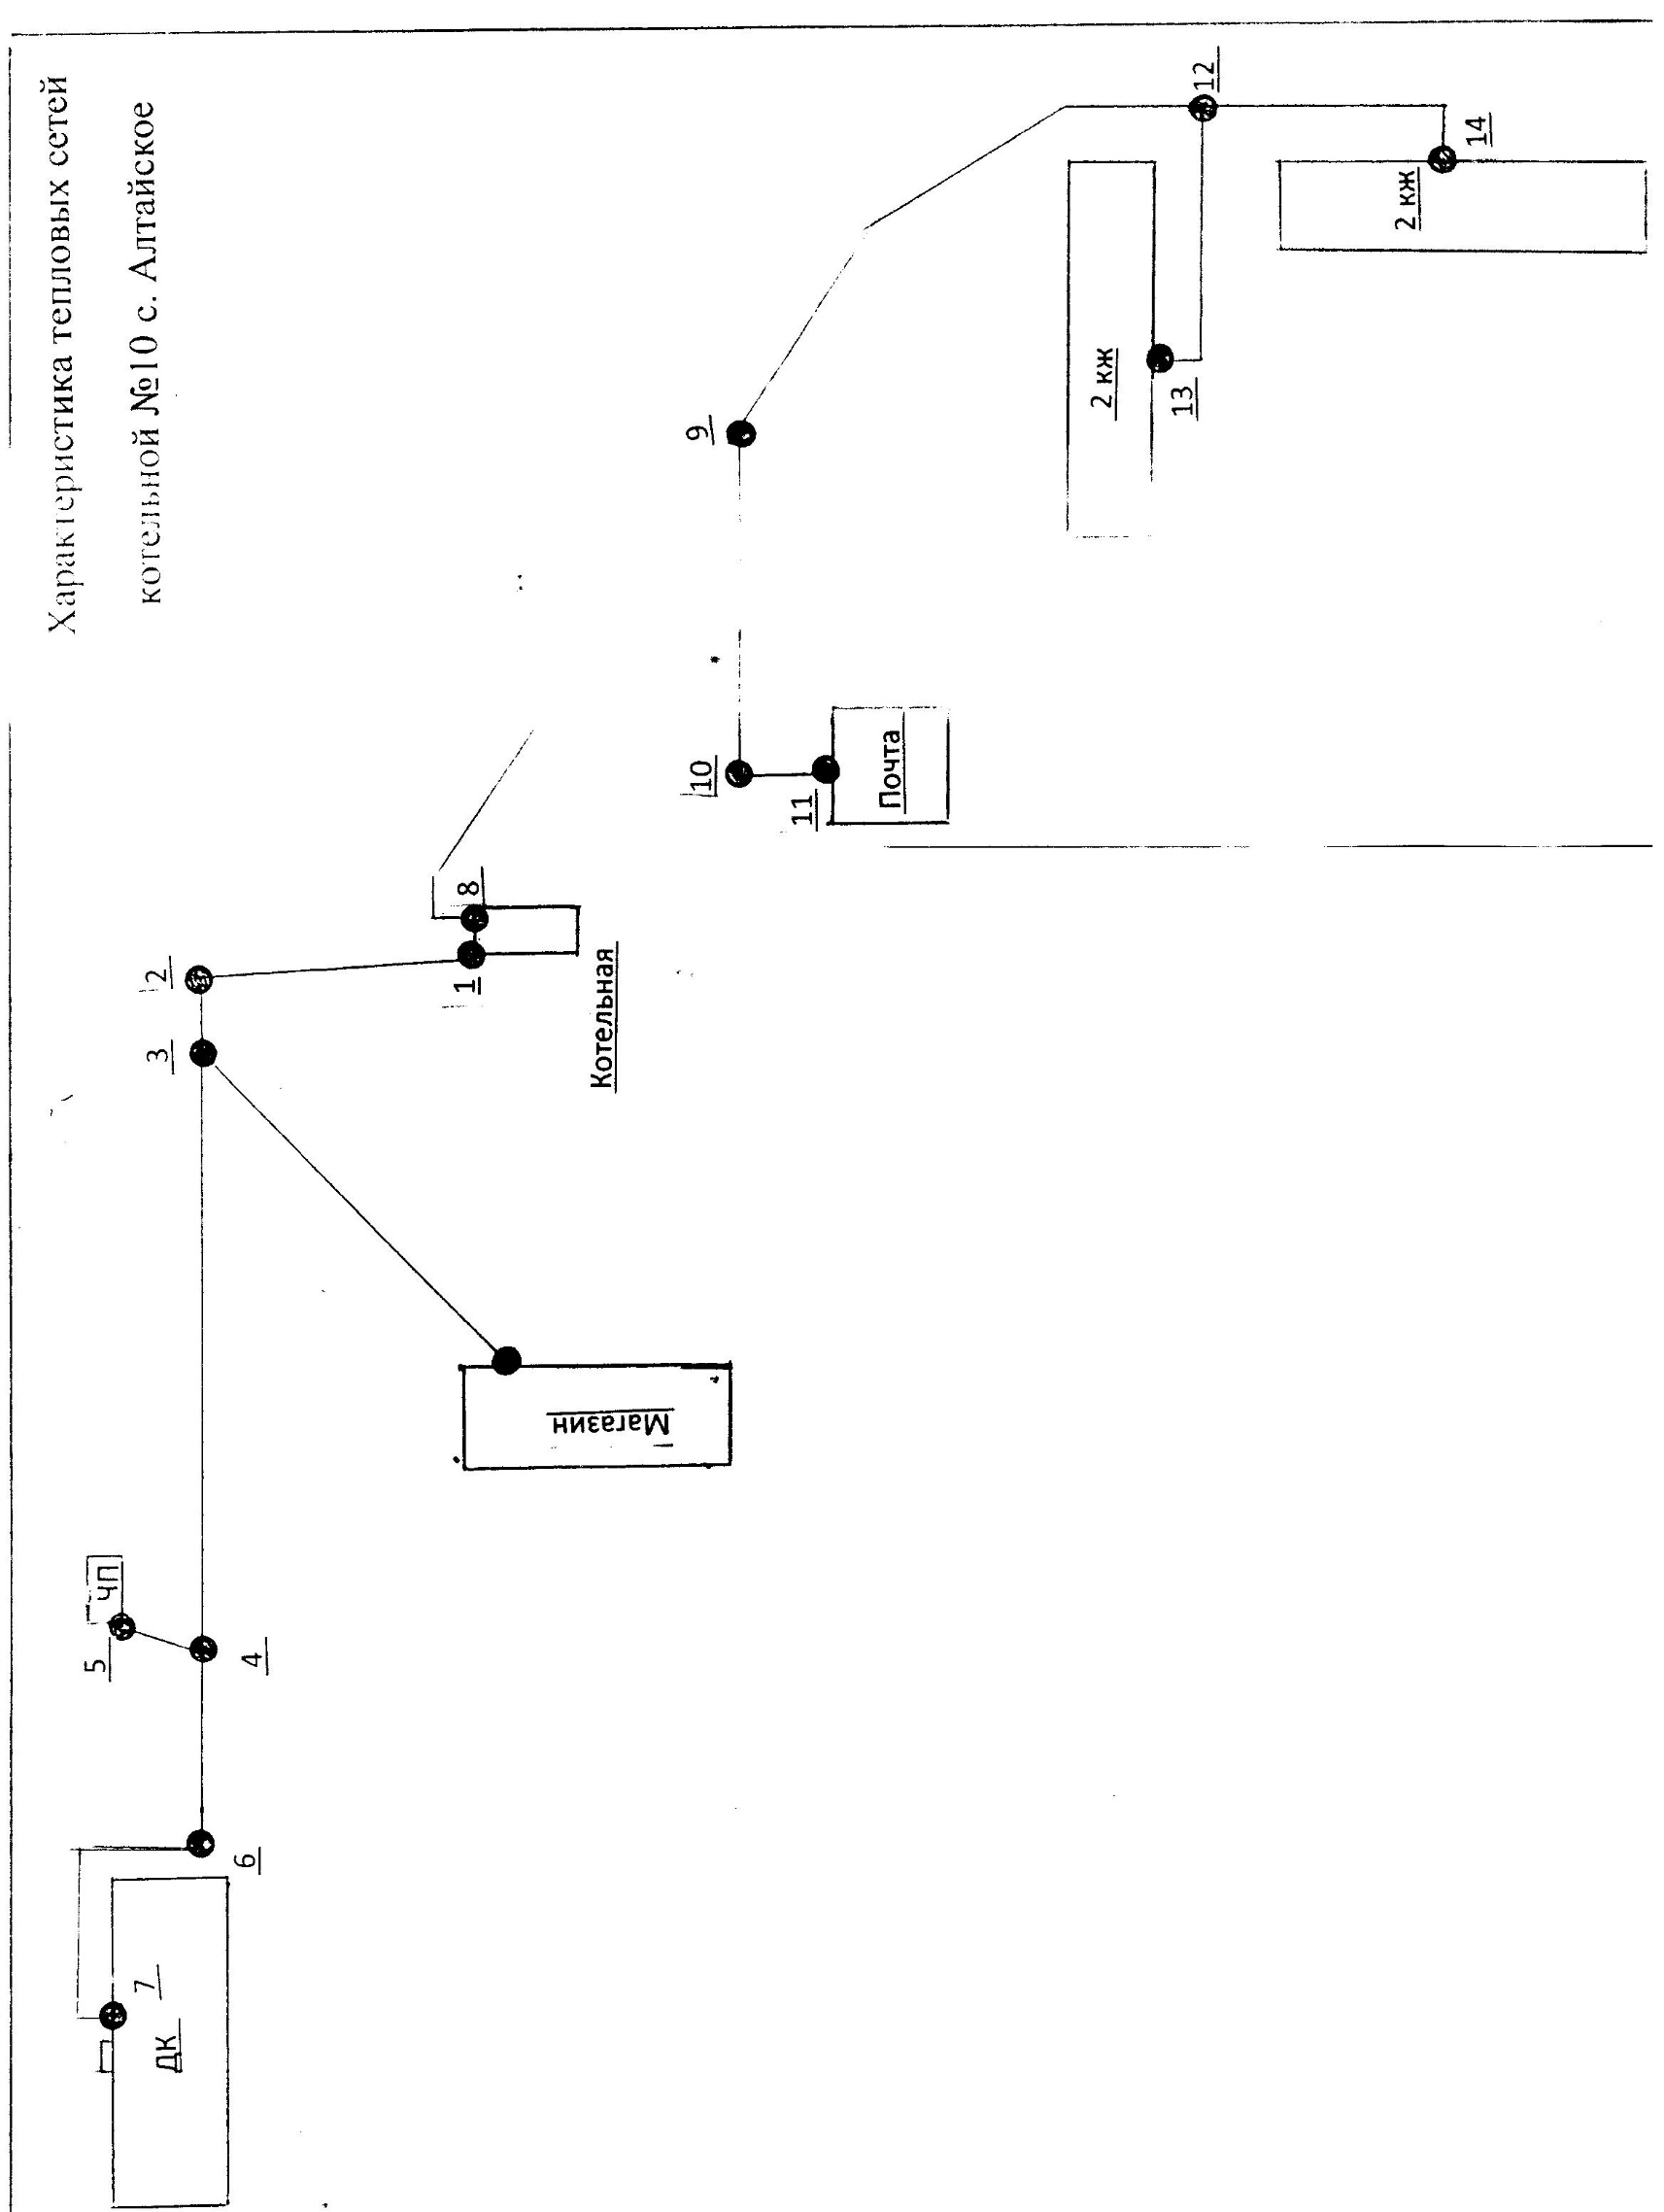 Характеристика тепловых сетей
котельной №10 с. Алтайское
ДК
7
6
5
ЧП
4
Магазин
3
2
1
8
Котельная
10
11
Почта
9
2 кж
13
12
2 кж
14